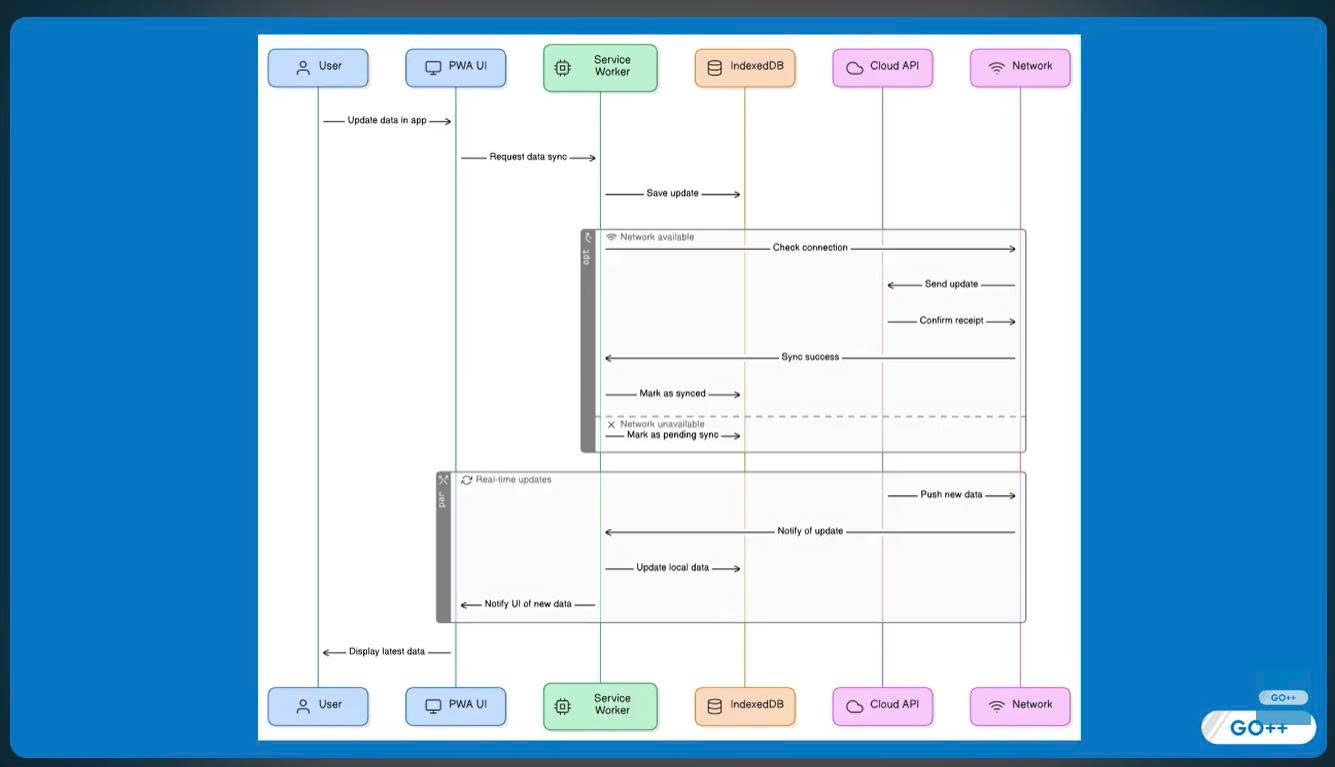 User
PWA UI
Service
Worker
IndexedDB
Cloud API
Network
Update data in app
Request data sync
Save update
opt
Network available
Check connection
Send update
Confirm receipt
Sync success
Mark as synced
Network unavailable
Mark as pending sync
par
Real-time updates
Push new data
Notify of update
Update local data
Notify UI of new data
Display latest data
User
PWA UI
Service
Worker
IndexedDB
Cloud API
Network
GO++
GO++